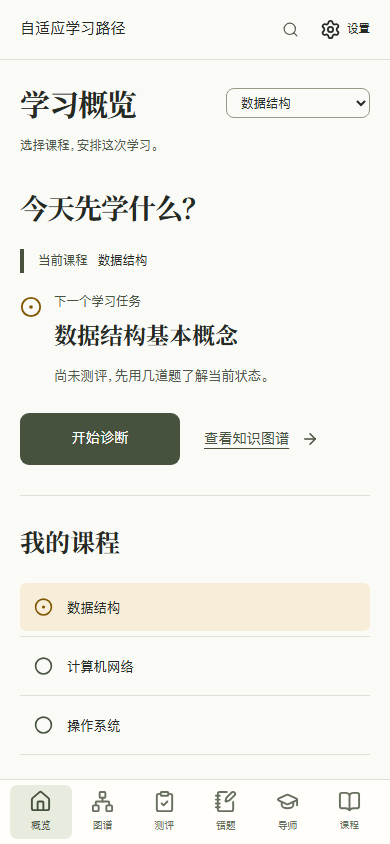 自适应学习路径
设置
学习概览
数据结构
选择课程,安排这次学习。
今天先学什么?
当前课程 数据结构
下一个学习任务
数据结构基本概念
尚未测评,先用几道题了解当前状态。
开始诊断
查看知识图谱
我的课程
数据结构
计算机网络
操作系统
概览
图谱
测评
错题
导师
课程